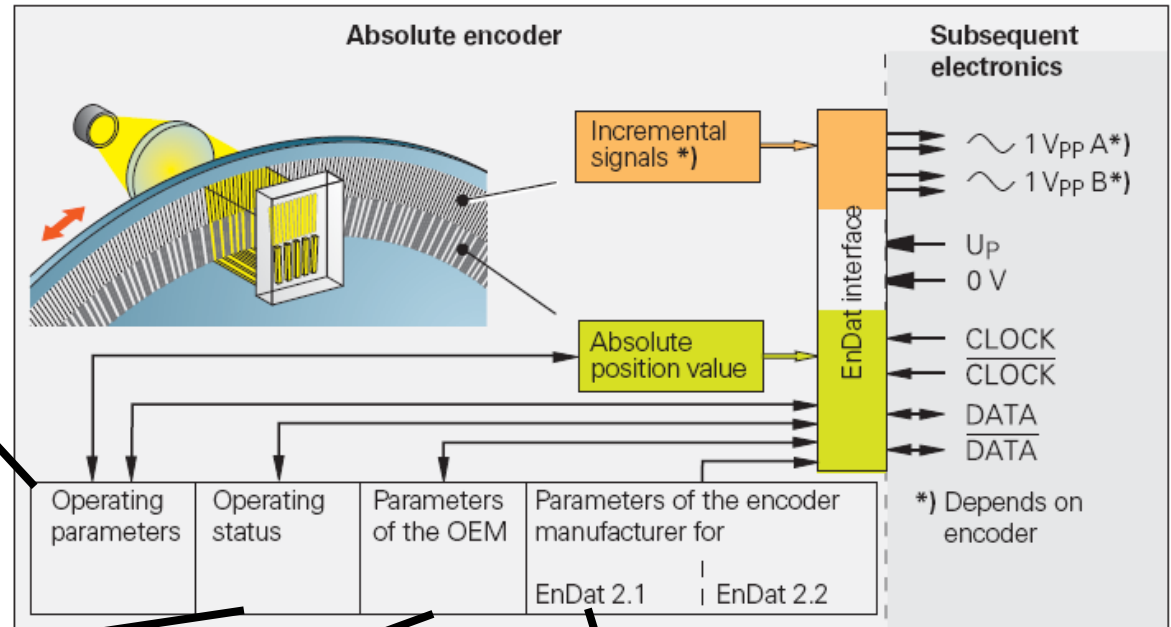 Absolute encoder
Subsequent
electronics
Incremental
signals *)
1 VPP A*)
1 VPP B*)
UP
0 V
EnDat interface
Absolute
position value
CLOCK
CLOCK
DATA
DATA
*) Depends on
encoder
Operating
parameters
Operating
status
Parameters
of the OEM
Parameters of the encoder
manufacturer for
EnDat 2.1
EnDat 2.2